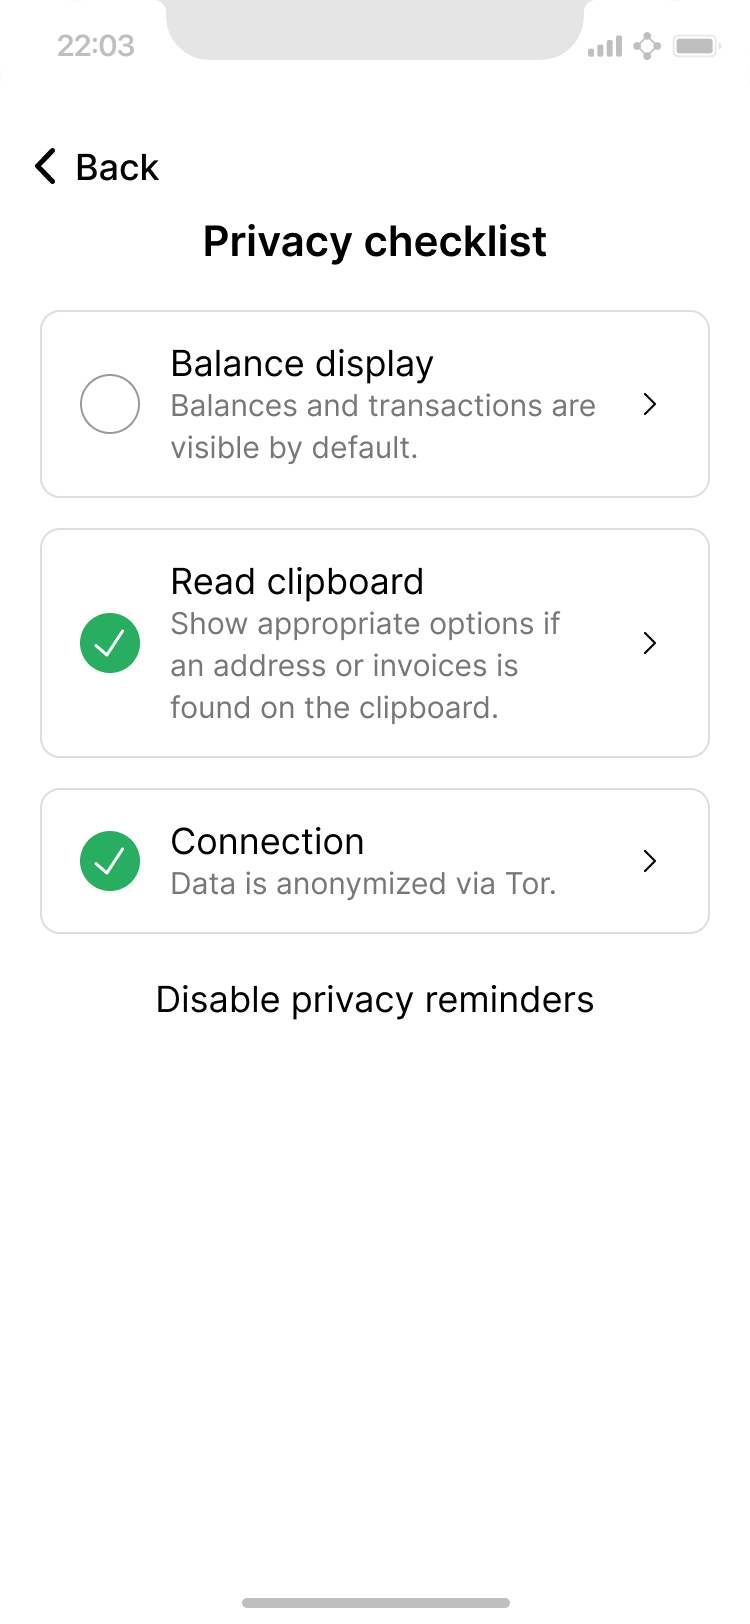 22:03
Back
Privacy checklist
Balance display
Balances and transactions are
visible by default.
Read clipboard
Show appropriate options if
an address or invoices is
found on the clipboard.
Connection
Data is anonymized via Tor.
Disable privacy reminders